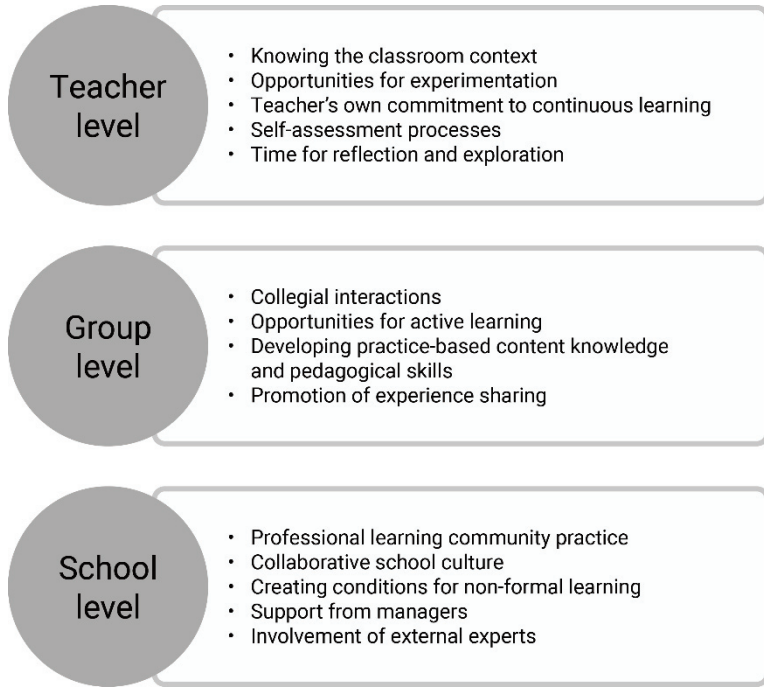 Teacher
level
• Knowing the classroom context
• Opportunities for experimentation
• Teacher's own commitment to continuous learning
• Self-assessment processes
• Time for reflection and exploration
Group
level
• Collegial interactions
• Opportunities for active learning
• Developing practice-based content knowledge
and pedagogical skills
• Promotion of experience sharing
School
level
• Professional learning community practice
• Collaborative school culture
• Creating conditions for non-formal learning
• Support from managers
• Involvement of external experts